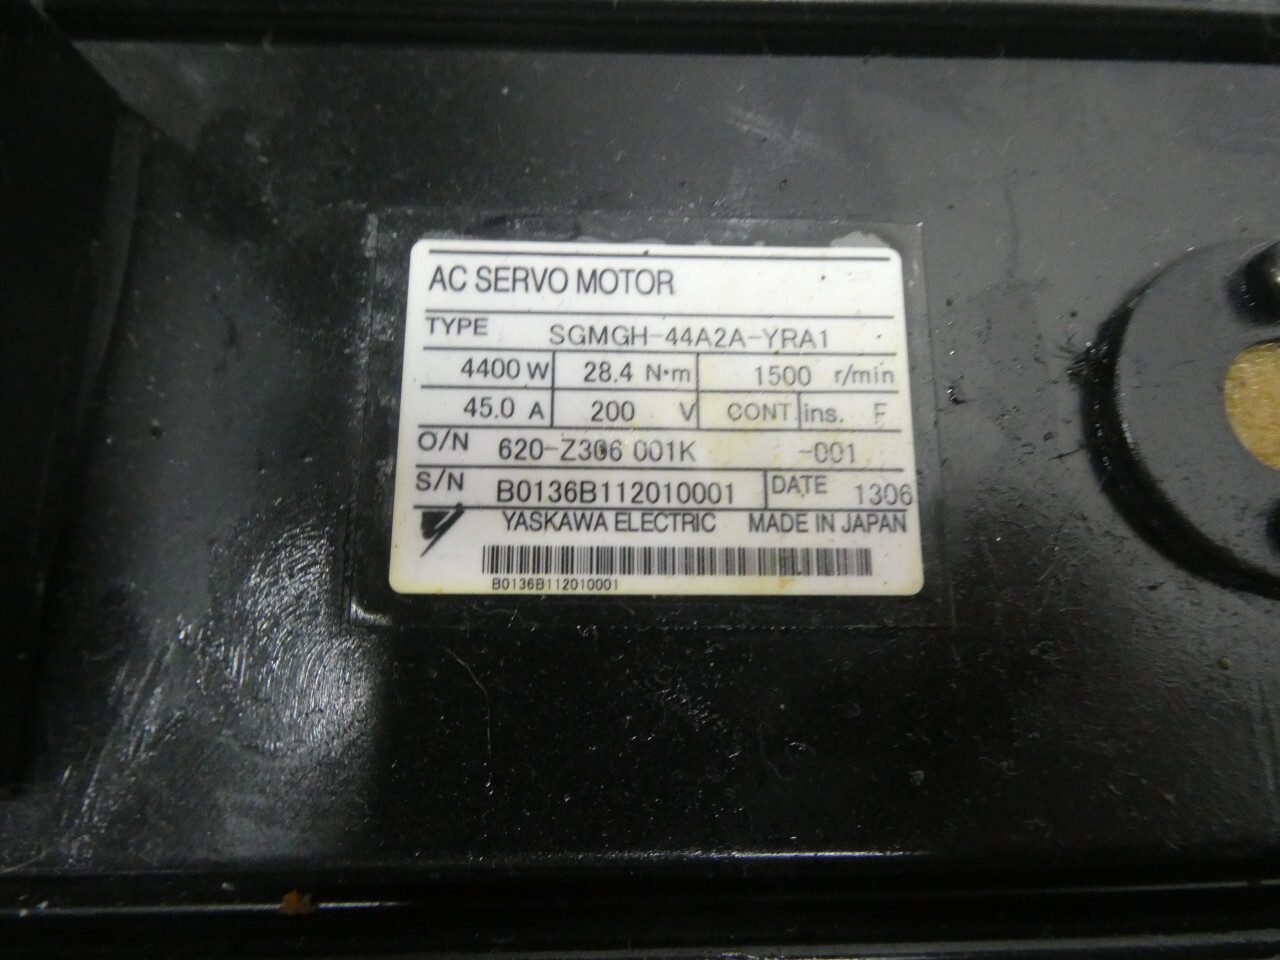 AC SERVO MOTOR
TYPE SGMGH-44A2A-YRA1
4400 W 28.4 N·m 1500 r/min
45.0 A 200 V CONT. ins. F
O/N 620-Z306 001K -001
S/N B0136B112010001 DATE 1306
YASKAWA ELECTRIC MADE IN JAPAN
B0136B112010001